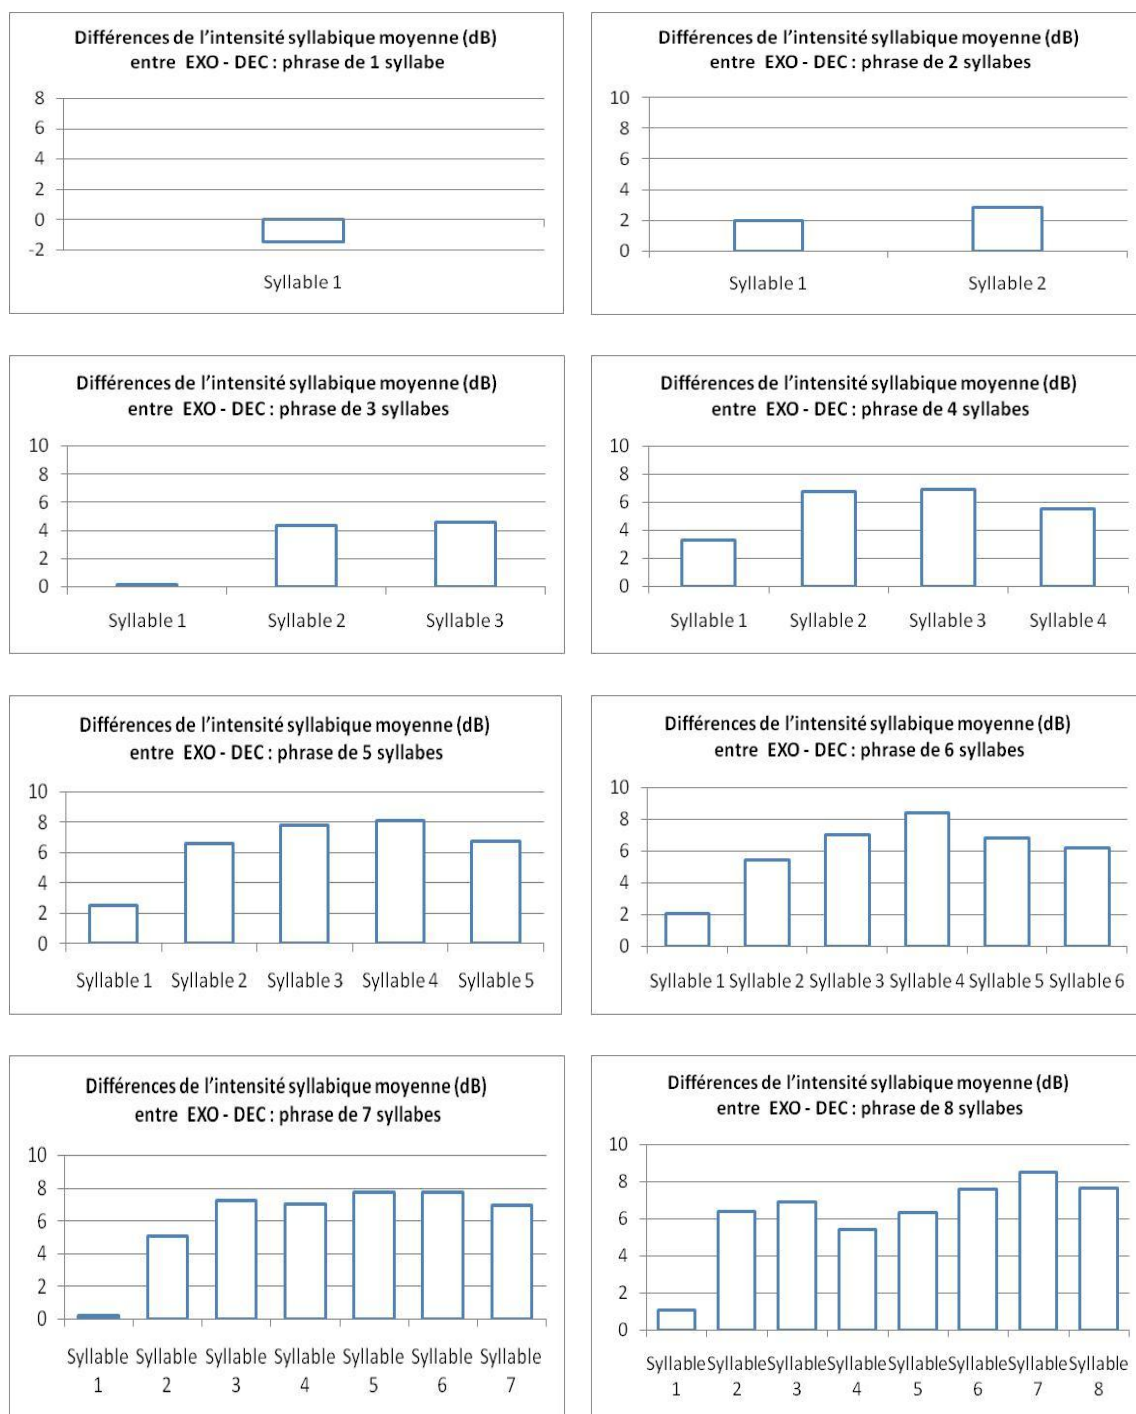 Différences de l'intensité syllabique moyenne (dB)
entre EXO - DEC : phrase de 1 syllabe
8
6
4
2
0
-2
Syllable 1
Différences de l'intensité syllabique moyenne (dB)
entre EXO - DEC : phrase de 2 syllabes
10
8
6
4
2
0
Syllable 1 Syllable 2
Différences de l'intensité syllabique moyenne (dB)
entre EXO - DEC : phrase de 3 syllabes
10
8
6
4
2
0
Syllable 1 Syllable 2 Syllable 3
Différences de l'intensité syllabique moyenne (dB)
entre EXO - DEC : phrase de 4 syllabes
10
8
6
4
2
0
Syllable 1 Syllable 2 Syllable 3 Syllable 4
Différences de l'intensité syllabique moyenne (dB)
entre EXO - DEC : phrase de 5 syllabes
10
8
6
4
2
0
Syllable 1 Syllable 2 Syllable 3 Syllable 4 Syllable 5
Différences de l'intensité syllabique moyenne (dB)
entre EXO - DEC : phrase de 6 syllabes
10
8
6
4
2
0
Syllable 1 Syllable 2 Syllable 3 Syllable 4 Syllable 5 Syllable 6
Différences de l'intensité syllabique moyenne (dB)
entre EXO - DEC : phrase de 7 syllabes
10
8
6
4
2
0
Syllable Syllable Syllable Syllable Syllable Syllable Syllable
1 2 3 4 5 6 7
Différences de l'intensité syllabique moyenne (dB)
entre EXO - DEC : phrase de 8 syllabes
10
8
6
4
2
0
Syllable Syllable Syllable Syllable Syllable Syllable Syllable Syllable
1 2 3 4 5 6 7 8